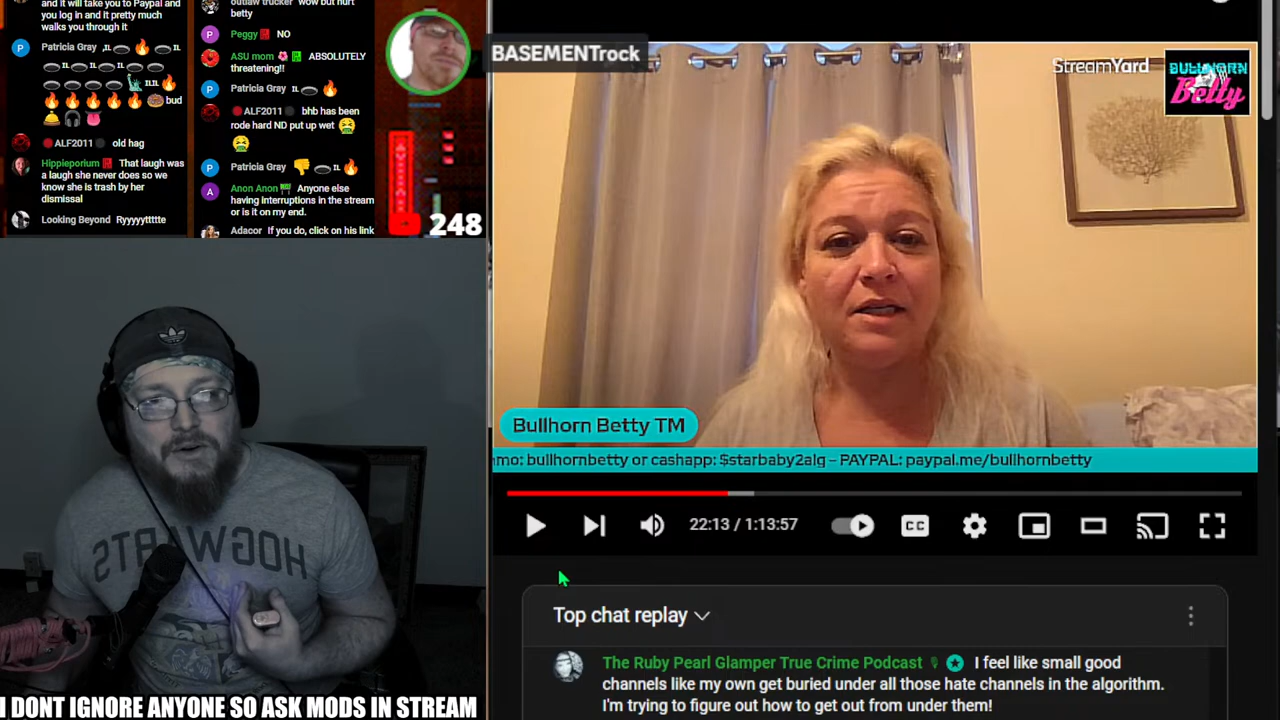 and it will take you to Paypal and
you log in and it pretty much
walks you through it
Patricia Gray
bud
ALF2011 old hag
Hippieporium That laugh was
a laugh she never does so we
know she is trash by her
dismissal
Looking Beyond Ryyyyttttte
outlaw trucker wow but hurt
betty
Peggy NO
ASU mom ABSOLUTELY
threatening!!
Patricia Gray
ALF2011 bhb has been
rode hard ND put up wet
Patricia Gray
Anon Anon Anyone else
having interruptions in the stream
or is it on my end.
Adacor If you do, click on his link
248
BASEMENTrock
StreamYard
BULLHORN
Betty
HOGWARTS
Bullhorn Betty TM
mo: bullhornbetty or cashapp: $starbaby2alg - PAYPAL: paypal.me/bullhornbetty
22:13 / 1:13:57
CC
Top chat replay
The Ruby Pearl Glamper True Crime Podcast I feel like small good
channels like my own get buried under all those hate channels in the algorithm.
I'm trying to figure out how to get out from under them!
I DONT IGNORE ANYONE SO ASK MODS IN STREAM